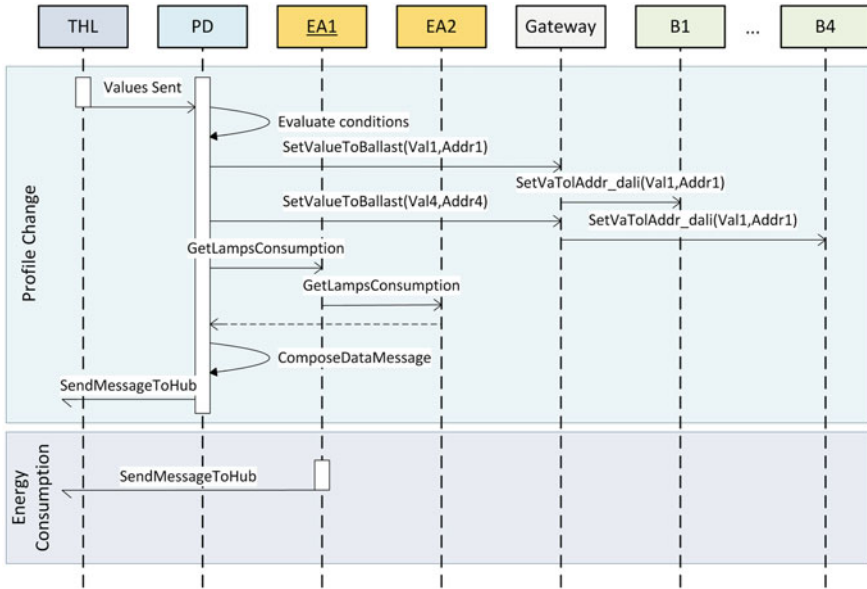 THL PD EA1 EA2 Gateway B1 ... B4
Profile Change
Values Sent
Evaluate conditions
SetValueToBallast(Val1,Addr1)
SetVaTolAddr_dali(Val1,Addr1)
SetValueToBallast(Val4,Addr4)
SetVaTolAddr_dali(Val1,Addr1)
GetLampsConsumption
GetLampsConsumption
ComposeDataMessage
SendMessageToHub
Energy
Consumption
SendMessageToHub